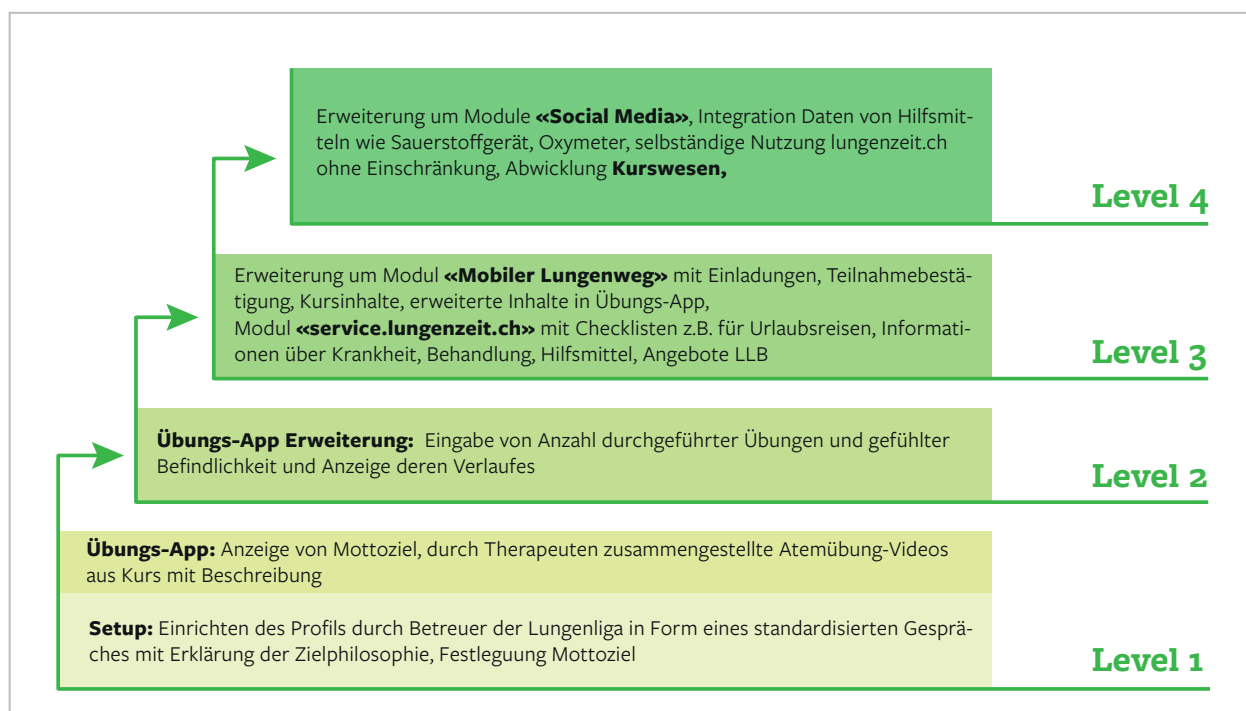 Erweiterung um Module «Social Media», Integration Daten von Hilfsmit-
teln wie Sauerstoffgerät, Oxymeter, selbständige Nutzung lungenzeit.ch
ohne Einschränkung, Abwicklung Kurswesen,
Level 4
Erweiterung um Modul «Mobiler Lungenweg» mit Einladungen, Teilnahmebestä-
tigung, Kursinhalte, erweiterte Inhalte in Übungs-App,
Modul «service.lungenzeit.ch» mit Checklisten z.B. für Urlaubsreisen, Informati-
onen über Krankheit, Behandlung, Hilfsmittel, Angebote LLB
Level 3
Übungs-App Erweiterung: Eingabe von Anzahl durchgeführter Übungen und gefühlter
Befindlichkeit und Anzeige deren Verlaufes
Level 2
Übungs-App: Anzeige von Mottoziel, durch Therapeuten zusammengestellte Atemübung-Videos
aus Kurs mit Beschreibung
Setup: Einrichten des Profils durch Betreuer der Lungenliga in Form eines standardisierten Gesprä-
ches mit Erklärung der Zielphilosophie, Festleguung Mottoziel
Level 1